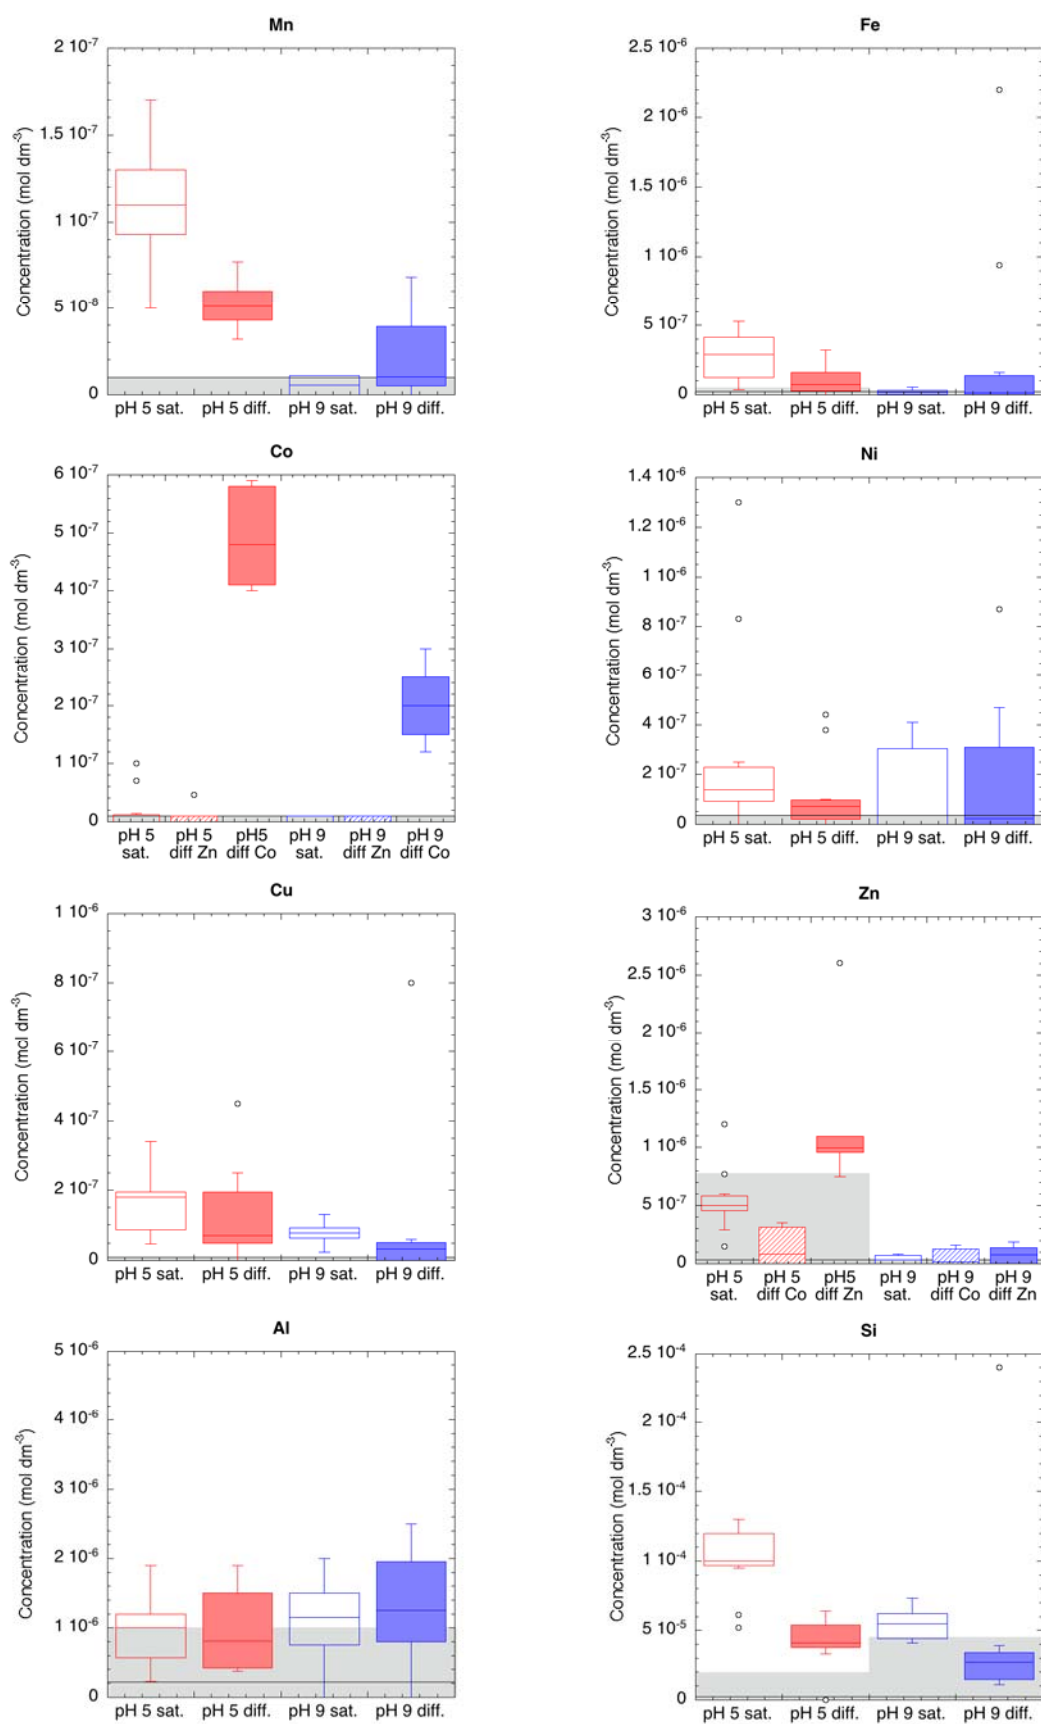 Mn
2 10⁻⁷
1.5 10⁻⁷
1 10⁻⁷
5 10⁻⁸
0
Concentration (mol dm⁻³)
pH 5 sat. pH 5 diff. pH 9 sat. pH 9 diff.
Fe
2.5 10⁻⁶
2 10⁻⁶
1.5 10⁻⁶
1 10⁻⁶
5 10⁻⁷
0
Concentration (mol dm⁻³)
pH 5 sat. pH 5 diff. pH 9 sat. pH 9 diff.
Co
6 10⁻⁷
5 10⁻⁷
4 10⁻⁷
3 10⁻⁷
2 10⁻⁷
1 10⁻⁷
0
Concentration (mol dm⁻³)
pH 5 pH 5 pH5 pH 9 pH 9 pH 9
sat. diff Zn diff Co sat. diff Zn diff Co
Ni
1.4 10⁻⁶
1.2 10⁻⁶
1 10⁻⁶
8 10⁻⁷
6 10⁻⁷
4 10⁻⁷
2 10⁻⁷
0
Concentration (mol dm⁻³)
pH 5 sat. pH 5 diff. pH 9 sat. pH 9 diff.
Cu
1 10⁻⁶
8 10⁻⁷
6 10⁻⁷
4 10⁻⁷
2 10⁻⁷
0
Concentration (mol dm⁻³)
pH 5 sat. pH 5 diff. pH 9 sat. pH 9 diff.
Zn
3 10⁻⁶
2.5 10⁻⁶
2 10⁻⁶
1.5 10⁻⁶
1 10⁻⁶
5 10⁻⁷
0
Concentration (mol dm⁻³)
pH 5 pH 5 pH5 pH 9 pH 9 pH 9
sat. diff Co diff Zn sat. diff Co diff Zn
Al
5 10⁻⁶
4 10⁻⁶
3 10⁻⁶
2 10⁻⁶
1 10⁻⁶
0
Concentration (mol dm⁻³)
pH 5 sat. pH 5 diff. pH 9 sat. pH 9 diff.
Si
2.5 10⁻⁴
2 10⁻⁴
1.5 10⁻⁴
1 10⁻⁴
5 10⁻⁵
0
Concentration (mol dm⁻³)
pH 5 sat. pH 5 diff. pH 9 sat. pH 9 diff.